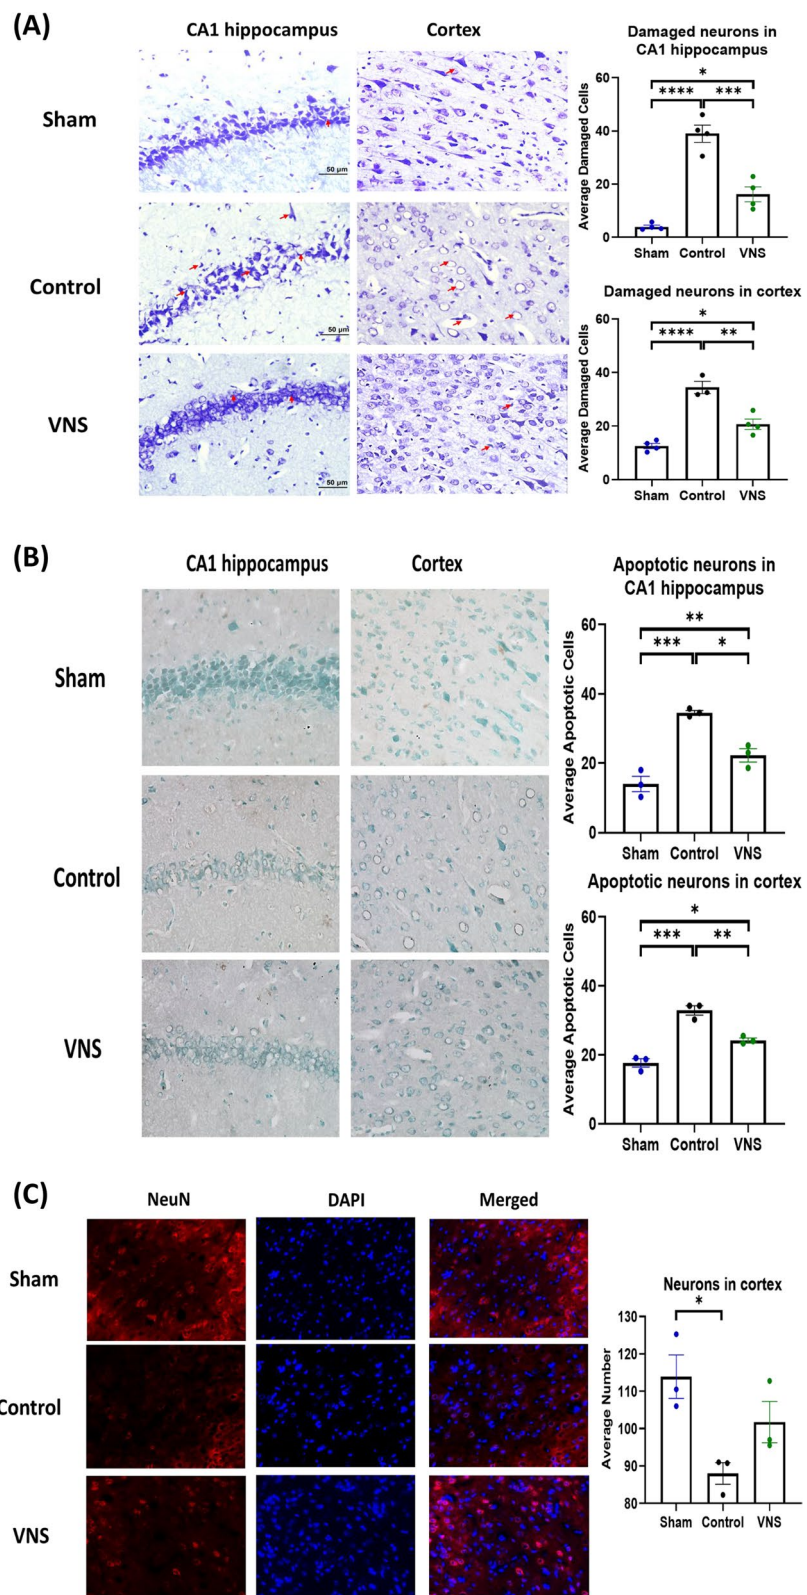 (A)
CA1 hippocampus
Cortex
Sham
50 μm
Control
50 μm
VNS
50 μm
Damaged neurons in
CA1 hippocampus
Average Damaged Cells
60
40
20
0
* 
**** ***
Sham Control VNS
Damaged neurons in cortex
Average Damaged Cells
60
40
20
0
*
**** **
Sham Control VNS
(B)
CA1 hippocampus
Cortex
Sham
Control
VNS
Apoptotic neurons in
CA1 hippocampus
Average Apoptotic Cells
60
40
20
0
**
*** *
Sham Control VNS
Apoptotic neurons in cortex
Average Apoptotic Cells
60
40
20
0
*
*** **
Sham Control VNS
(C)
NeuN DAPI Merged
Sham
Control
VNS
Neurons in cortex
Average Number
130
120
110
100
90
80
*
Sham Control VNS